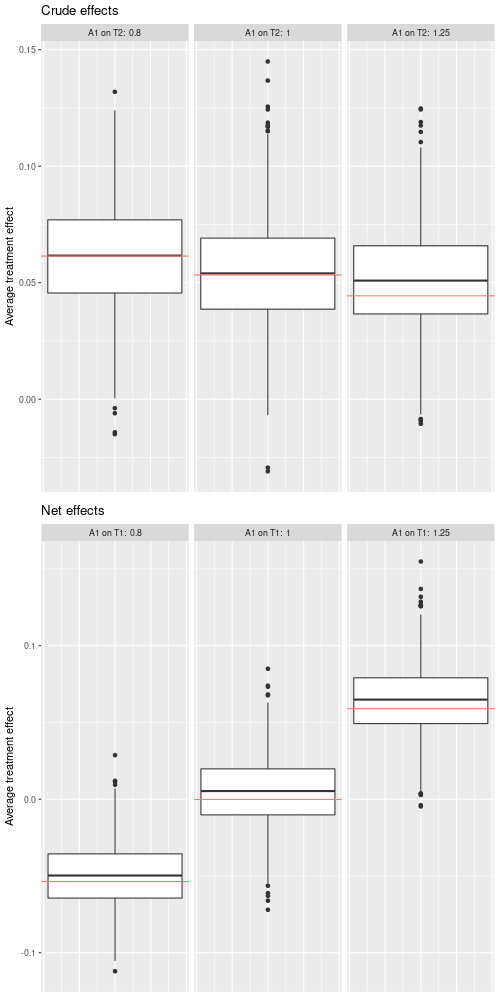 Crude effects
A1 on T2: 0.8
A1 on T2: 1
A1 on T2: 1.25
0.15
0.10
0.05
0.00
Average treatment effect
Net effects
A1 on T1: 0.8
A1 on T1: 1
A1 on T1: 1.25
0.1
0.0
-0.1
Average treatment effect